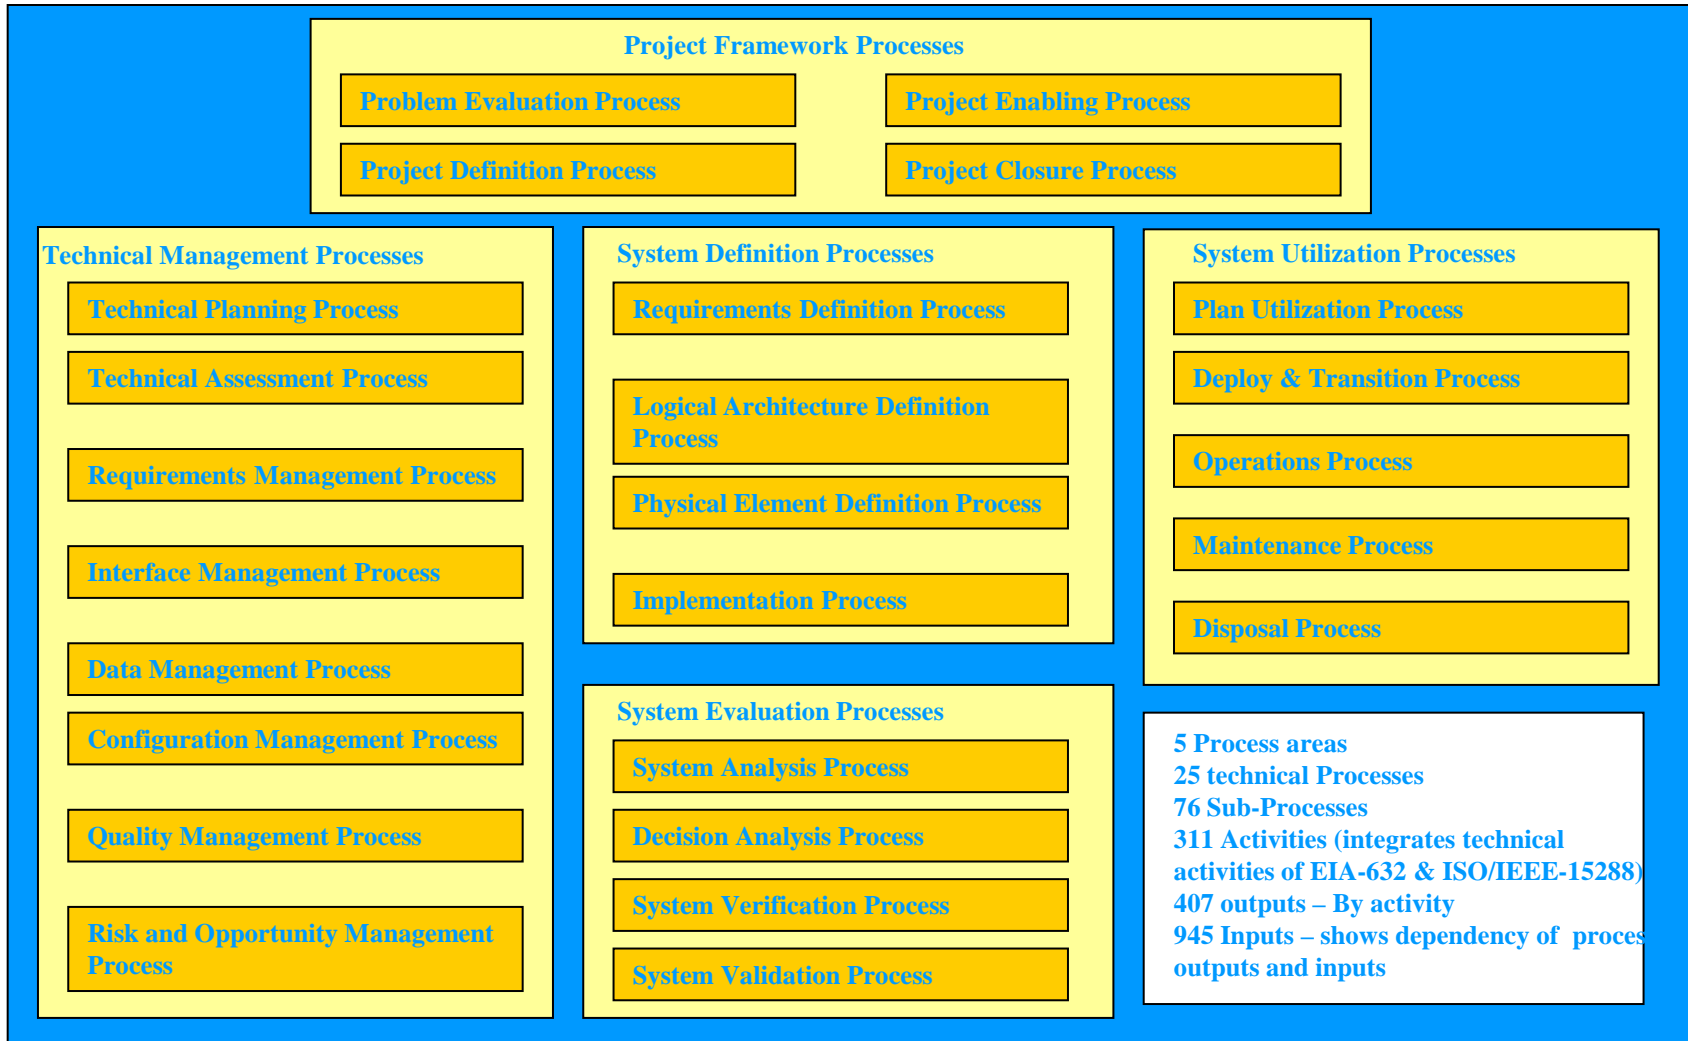 Project Framework Processes
Problem Evaluation Process
Project Enabling Process
Project Definition Process
Project Closure Process
Technical Management Processes
Technical Planning Process
Technical Assessment Process
Requirements Management Process
Interface Management Process
Data Management Process
Configuration Management Process
Quality Management Process
Risk and Opportunity Management
Process
System Definition Processes
Requirements Definition Process
Logical Architecture Definition
Process
Physical Element Definition Process
Implementation Process
System Evaluation Processes
System Analysis Process
Decision Analysis Process
System Verification Process
System Validation Process
System Utilization Processes
Plan Utilization Process
Deploy & Transition Process
Operations Process
Maintenance Process
Disposal Process
5 Process areas
25 technical Processes
76 Sub-Processes
311 Activities (integrates technical
activities of EIA-632 & ISO/IEEE-15288)
407 outputs – By activity
945 Inputs – shows dependency of proces
outputs and inputs